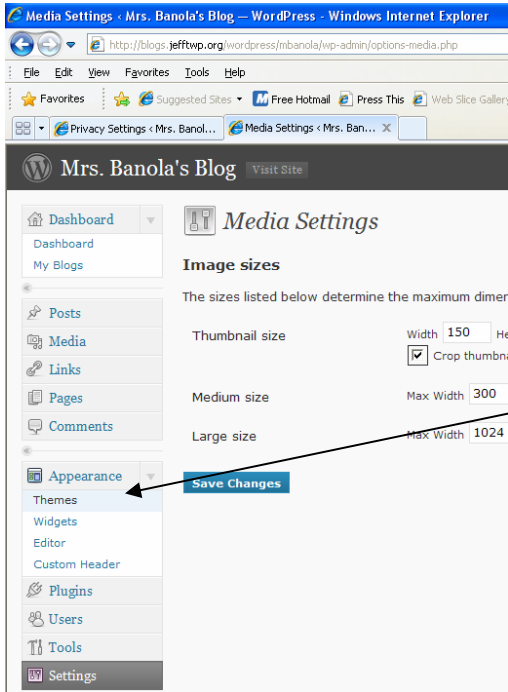 Media Settings ‹ Mrs. Banola's Blog — WordPress - Windows Internet Explorer
http://blogs.jefftwp.org/wordpress/mbanola/wp-admin/options-media.php
File Edit View Favorites Tools Help
Favorites Suggested Sites Free Hotmail Press This Web Slice Gallery
Privacy Settings ‹ Mrs. Banol... Media Settings ‹ Mrs. Ban... X
Mrs. Banola's Blog Visit Site
Dashboard
Dashboard
My Blogs
Posts
Media
Links
Pages
Comments
Appearance
Themes
Widgets
Editor
Custom Header
Plugins
Users
Tools
Settings
Media Settings
Image sizes
The sizes listed below determine the maximum dimen
Thumbnail size Width 150 He
Crop thumbna
Medium size Max Width 300
Large size Max Width 1024
Save Changes